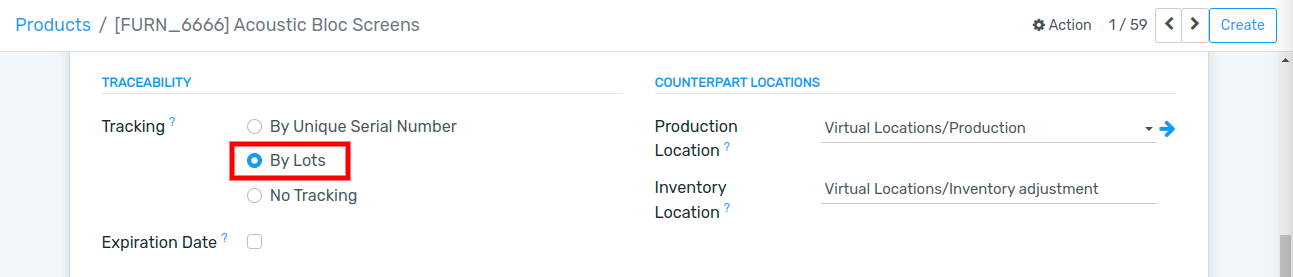 Products / [FURN_6666] Acoustic Bloc Screens
Action
1 / 59
Create
TRACEABILITY
Tracking ?
By Unique Serial Number
By Lots
No Tracking
Expiration Date ?
COUNTERPART LOCATIONS
Production
Location ?
Virtual Locations/Production
Inventory
Location ?
Virtual Locations/Inventory adjustment